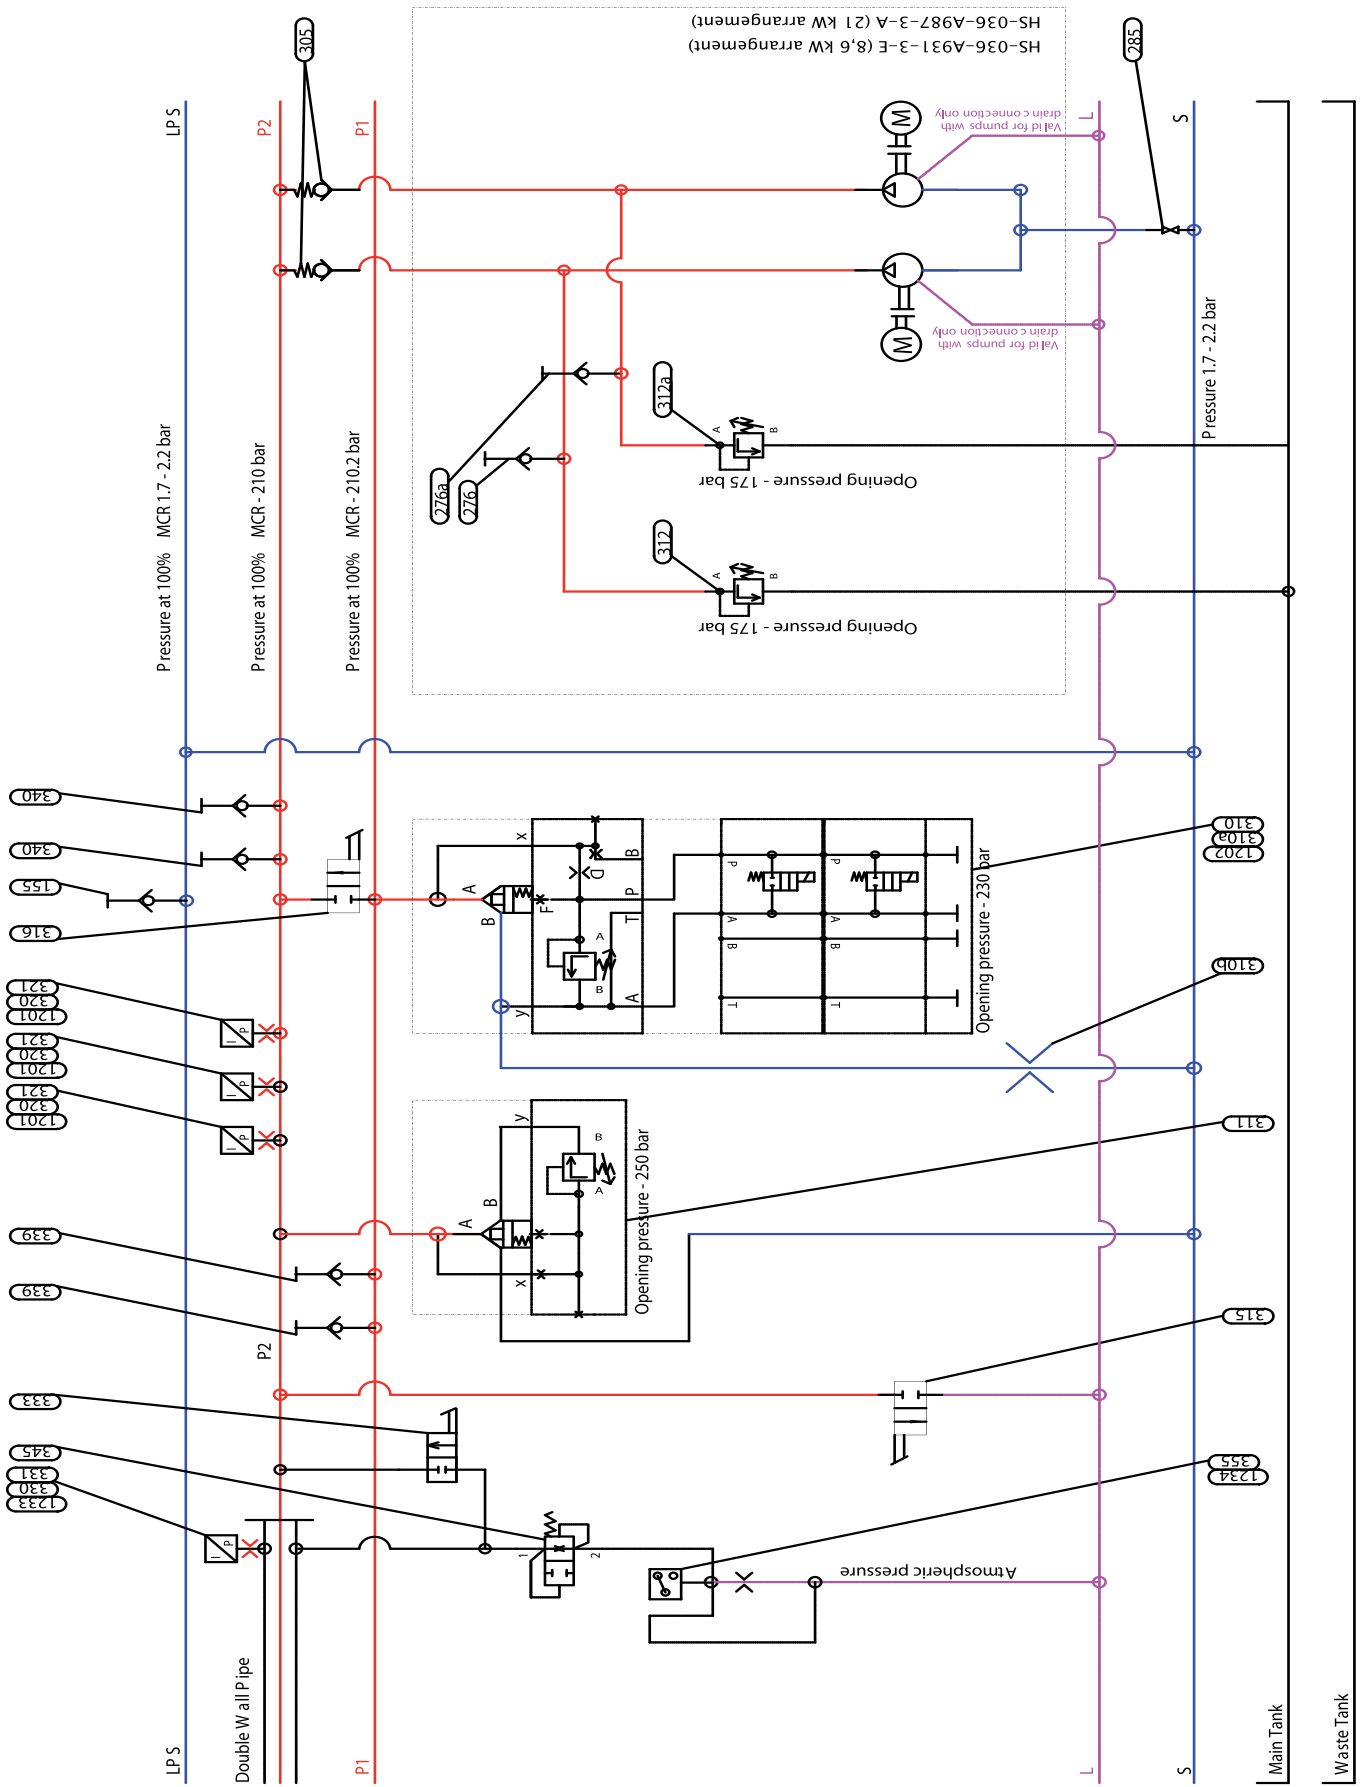 HS-036-A987-3-A (21 kW arrangement)
HS-036-A931-3-E (8,6 kW arrangement)
305
285
LP S
P2
P1
L
S
M
Valid for pumps with
drain connection only
M
Valid for pumps with
drain connection only
Pressure at 100% MCR 1.7 - 2.2 bar
Pressure at 100% MCR - 210 bar
Pressure at 100% MCR - 210.2 bar
Pressure 1.7 - 2.2 bar
276a
276
312a
A
B
Opening pressure - 175 bar
312
A
B
Opening pressure - 175 bar
340
340
155
316
321
320
1201
321
320
1201
321
320
1201
I
P
I
P
I
P
310
310a
1202
310b
x
A
B
D
F
B
P
T
A
y
A
B
P
A
B
T
P
A
B
T
Opening pressure - 230 bar
311
A
B
y
x
B
A
Opening pressure - 250 bar
339
339
P2
315
333
345
331
330
1233
I
P
1
2
355
1234
Atmospheric pressure
LP S
Double Wall Pipe
P1
L
S
Main Tank
Waste Tank